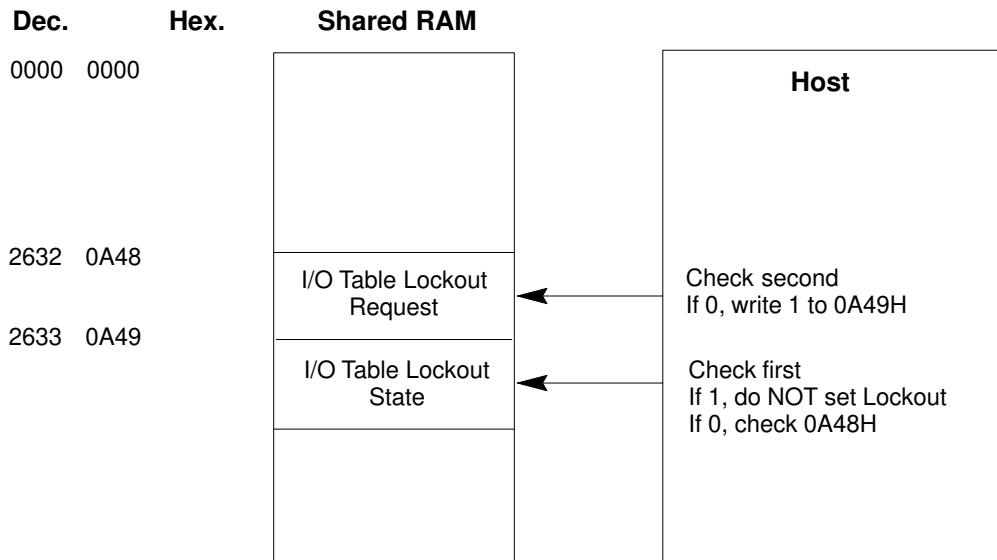 Dec. Hex. Shared RAM
0000 0000
Host
2632 0A48
I/O Table Lockout
Request
Check second
If 0, write 1 to 0A49H
2633 0A49
I/O Table Lockout
State
Check first
If 1, do NOT set Lockout
If 0, check 0A48H